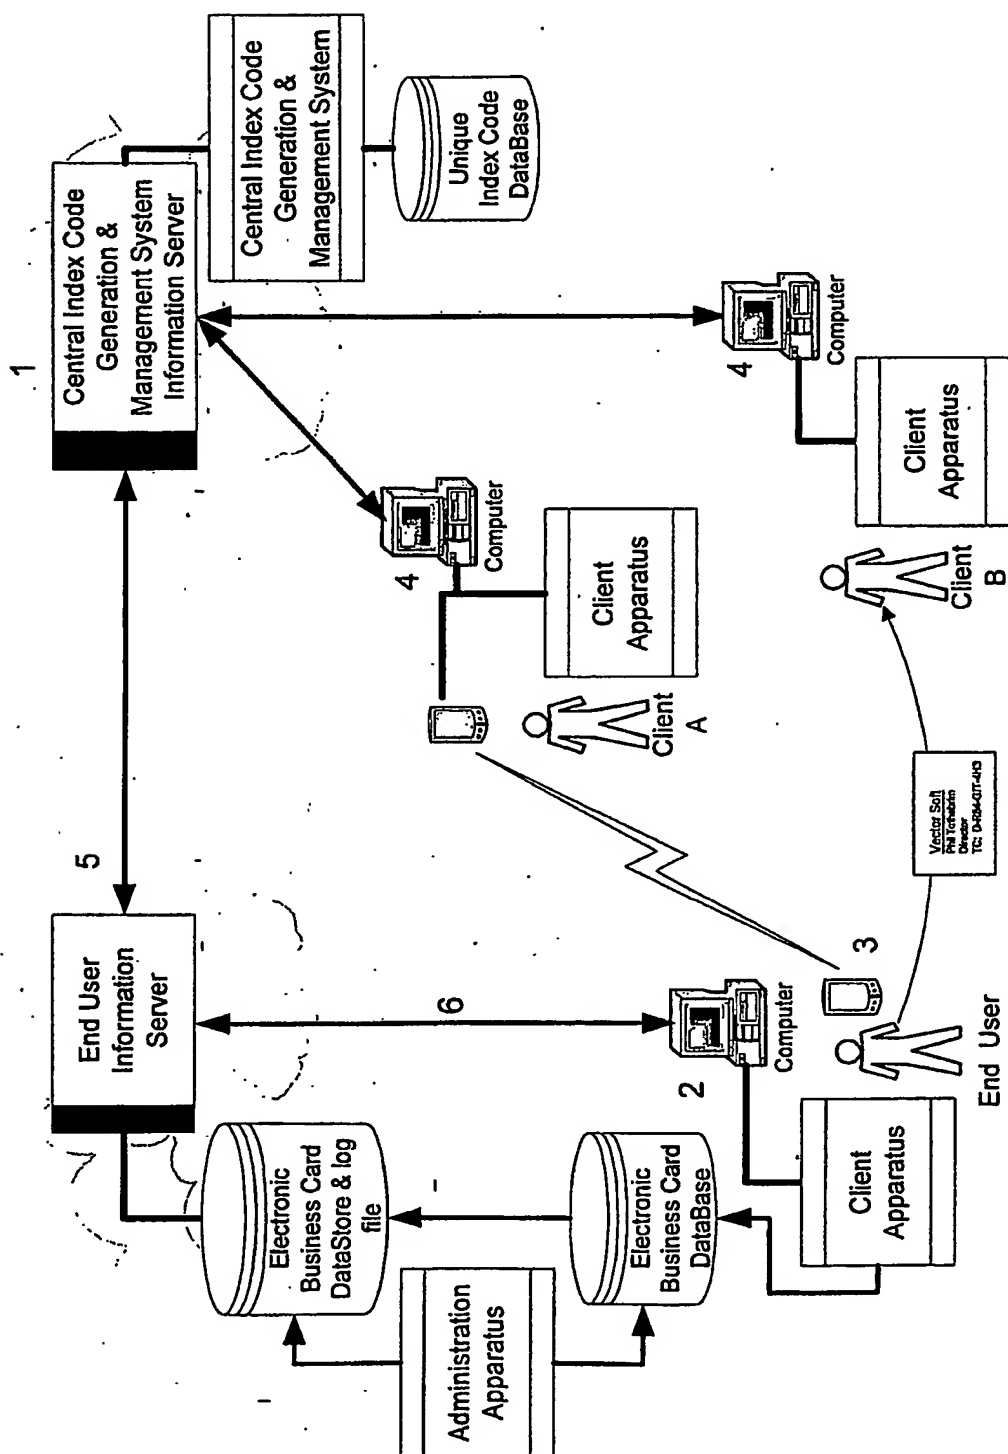 Administration
Apparatus
Electronic
Business Card
DataStore & log
file
Electronic
Business Card
DataBase
End User
Information
Server
5
1
Central Index Code
Generation &
Management System
Information Server
Central Index Code
Generation &
Management System
Unique
Index Code
DataBase
6
2
Computer
Client
Apparatus
3
End User
Vector Soft
Phil
Director
TC:
4
Computer
Client
Apparatus
Client
A
4
Computer
Client
Apparatus
Client
B